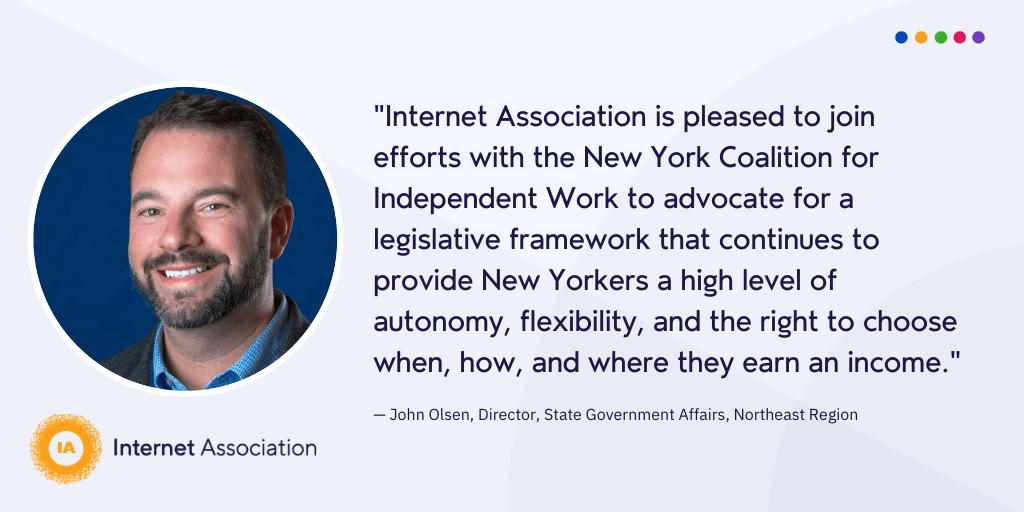 "Internet Association is pleased to join
efforts with the New York Coalition for
Independent Work to advocate for a
legislative framework that continues to
provide New Yorkers a high level of
autonomy, flexibility, and the right to choose
when, how, and where they earn an income."
— John Olsen, Director, State Government Affairs, Northeast Region
IA
Internet Association